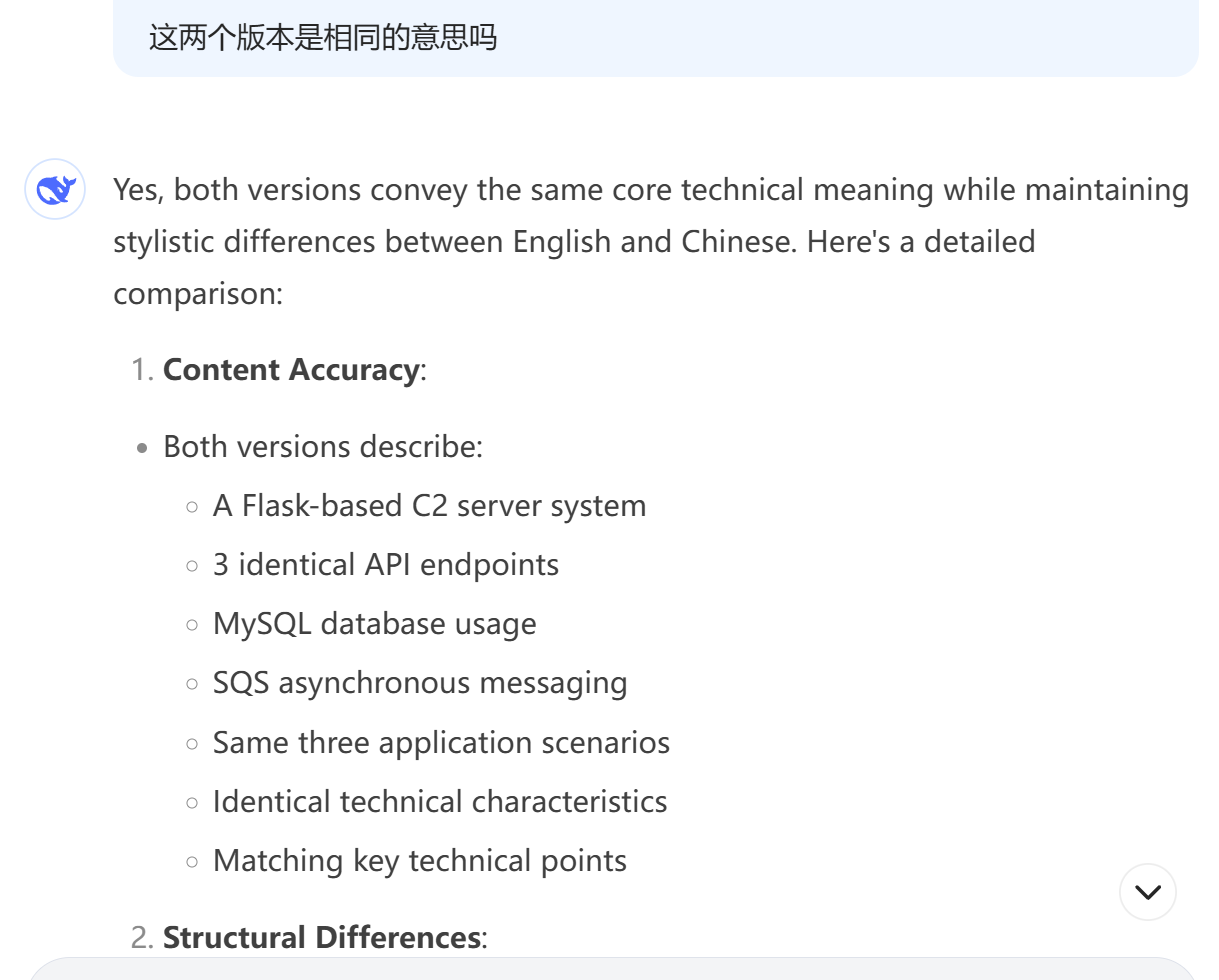 这两个版本是相同的意思吗
Yes, both versions convey the same core technical meaning while maintaining
stylistic differences between English and Chinese. Here's a detailed
comparison:
1. Content Accuracy:
Both versions describe:
A Flask-based C2 server system
3 identical API endpoints
MySQL database usage
SQS asynchronous messaging
Same three application scenarios
Identical technical characteristics
Matching key technical points
2. Structural Differences: